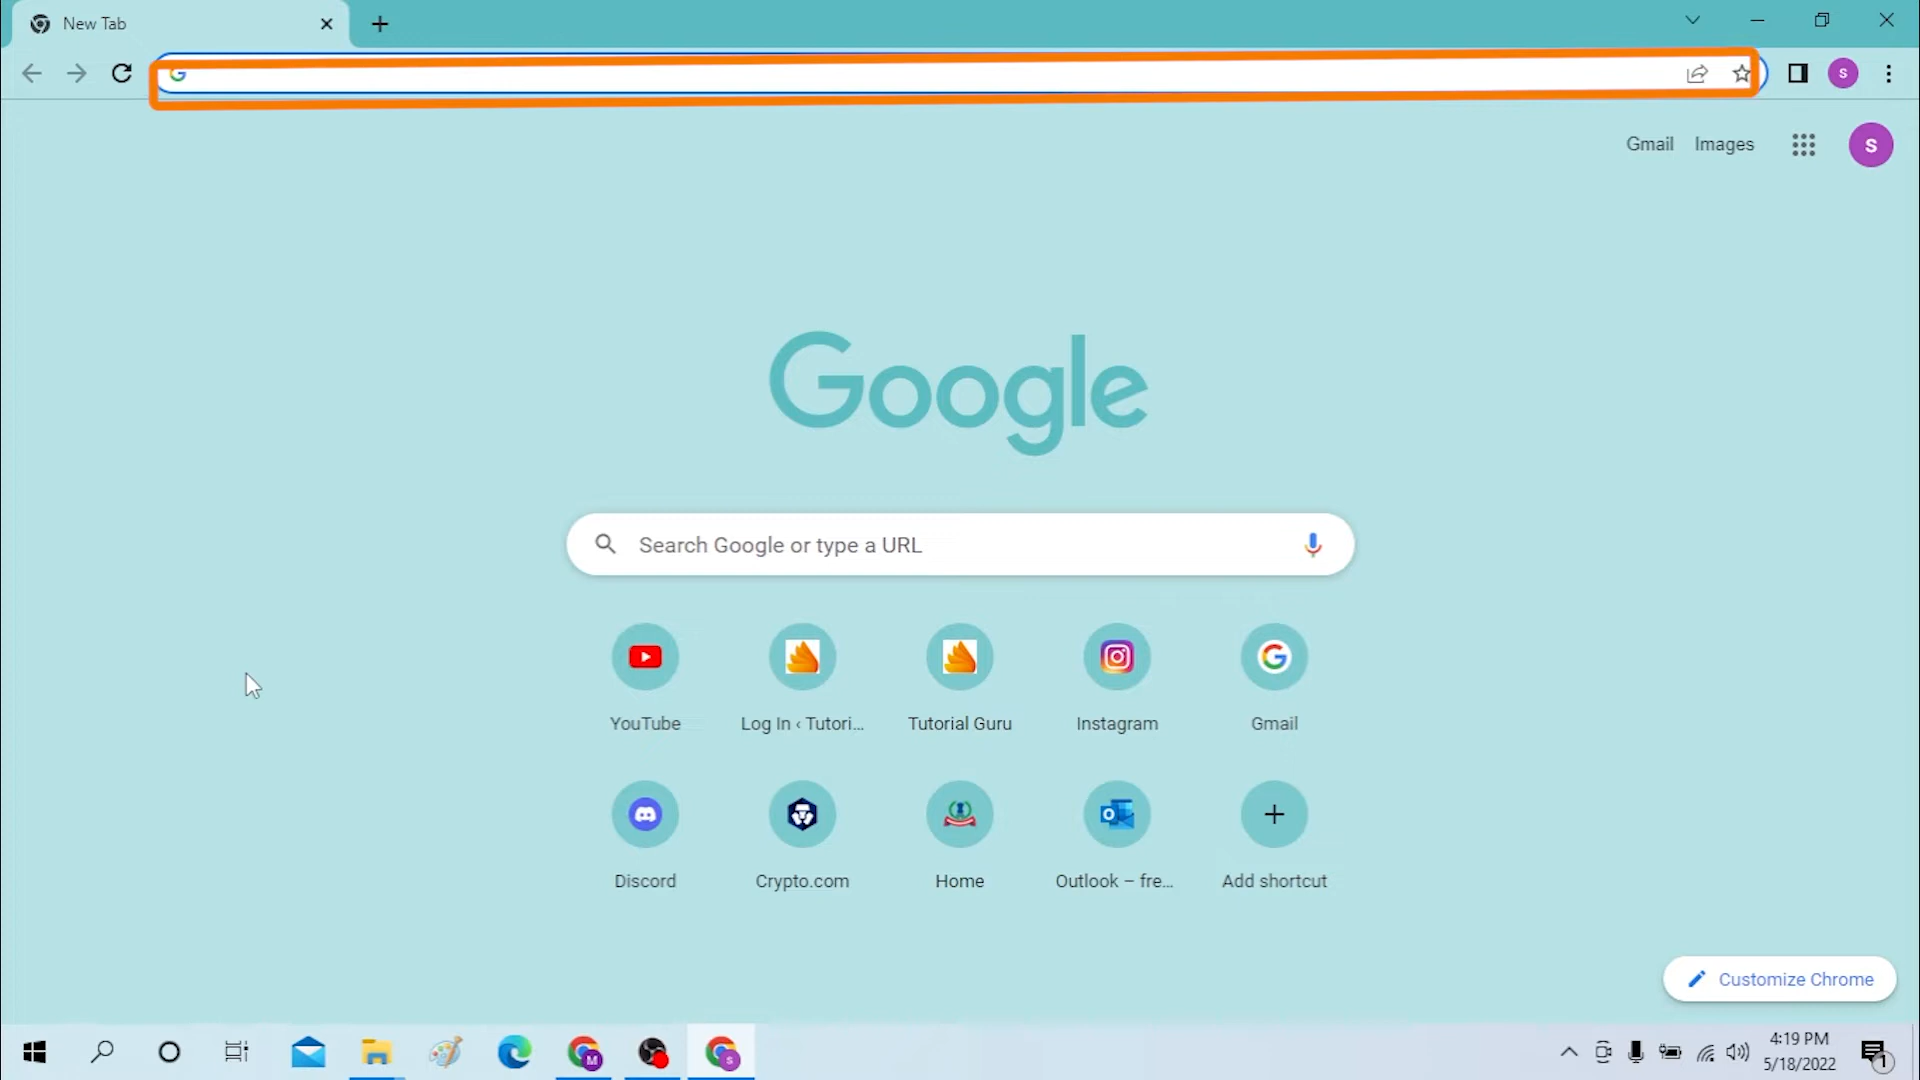 New Tab
S
Gmail Images
S
Google
Search Google or type a URL
YouTube Log In ‹ Tutori... Tutorial Guru Instagram Gmail
Discord Crypto.com Home Outlook – fre... Add shortcut
Customize Chrome
M
S
4:19 PM
5/18/2022
1